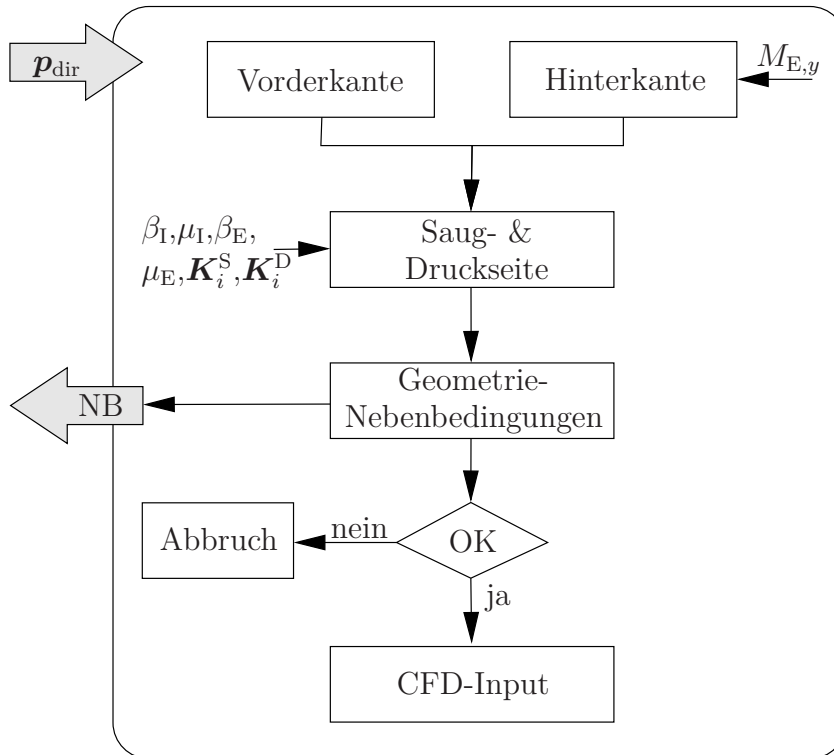 p_dir
Vorderkante
Hinterkante
M_E,y
β_I,μ_I,β_E,
μ_E,K_i^S,K_i^D
Saug- &
Druckseite
NB
Geometrie-
Nebenbedingungen
Abbruch
nein
OK
ja
CFD-Input